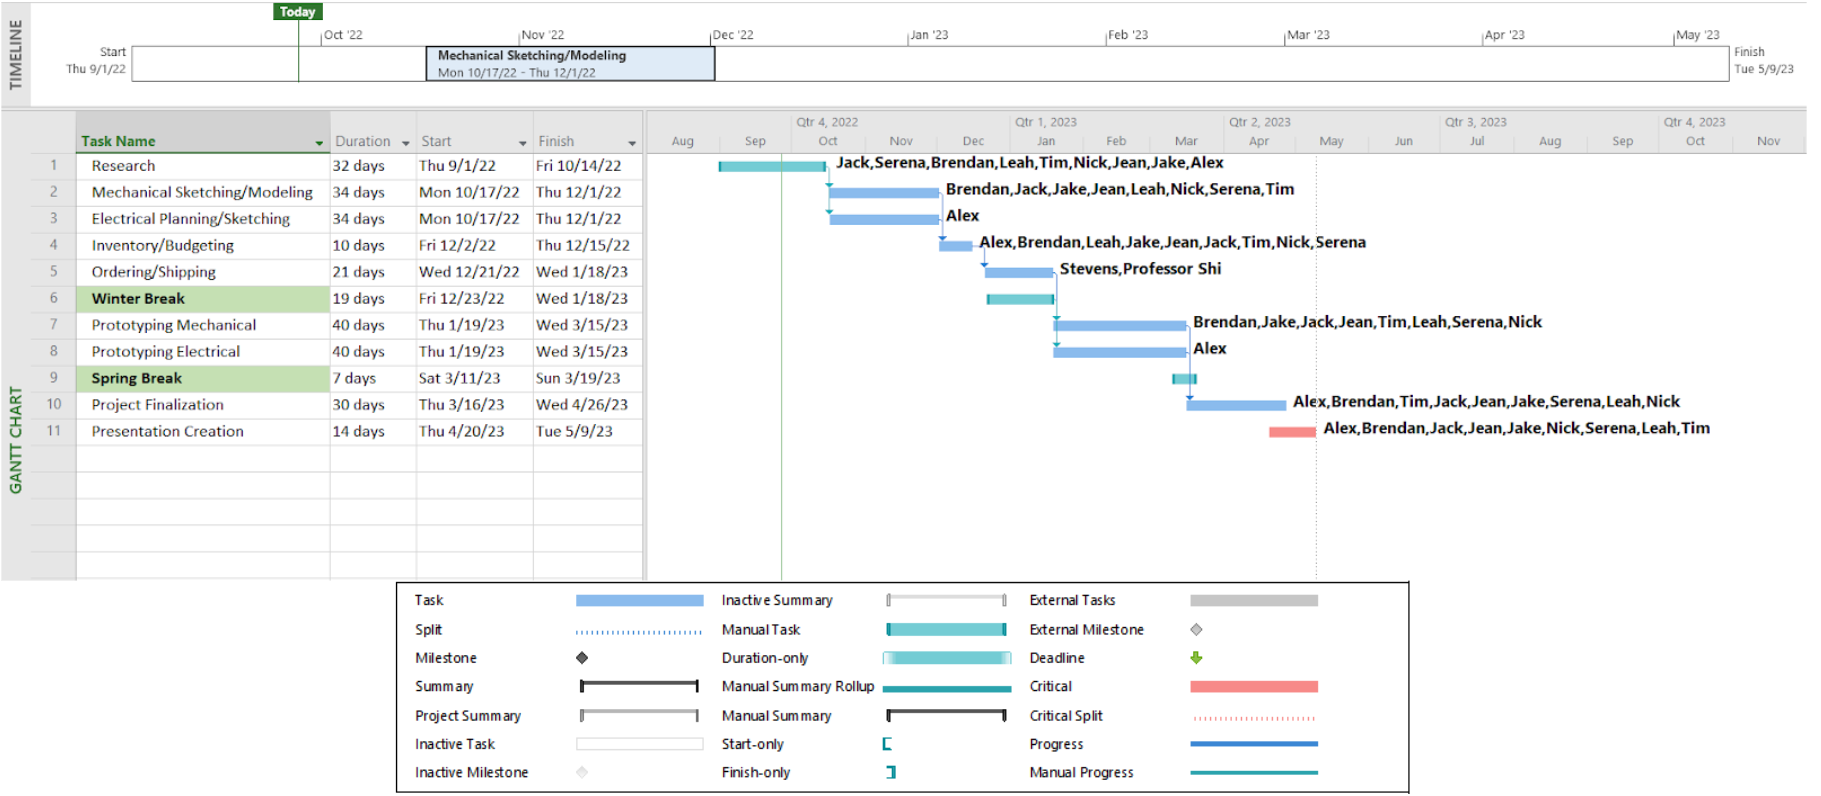 TIMELINE
Today
Oct '22 Nov '22 Dec '22 Jan '23 Feb '23 Mar '23 Apr '23 May '23
Start
Thu 9/1/22
Mechanical Sketching/Modeling
Mon 10/17/22 - Thu 12/1/22
Finish
Tue 5/9/23
GANTT CHART
Qtr 4, 2022 Qtr 1, 2023 Qtr 2, 2023 Qtr 3, 2023 Qtr 4, 2023
Task Name Duration Start Finish Aug Sep Oct Nov Dec Jan Feb Mar Apr May Jun Jul Aug Sep Oct Nov
1 Research 32 days Thu 9/1/22 Fri 10/14/22 Jack,Serena,Brendan,Leah,Tim,Nick,Jean,Jake,Alex
2 Mechanical Sketching/Modeling 34 days Mon 10/17/22 Thu 12/1/22 Brendan,Jack,Jake,Jean,Leah,Nick,Serena,Tim
3 Electrical Planning/Sketching 34 days Mon 10/17/22 Thu 12/1/22 Alex
4 Inventory/Budgeting 10 days Fri 12/2/22 Thu 12/15/22 Alex,Brendan,Leah,Jake,Jean,Jack,Tim,Nick,Serena
5 Ordering/Shipping 21 days Wed 12/21/22 Wed 1/18/23 Stevens,Professor Shi
6 Winter Break 19 days Fri 12/23/22 Wed 1/18/23
7 Prototyping Mechanical 40 days Thu 1/19/23 Wed 3/15/23 Brendan,Jake,Jack,Jean,Tim,Leah,Serena,Nick
8 Prototyping Electrical 40 days Thu 1/19/23 Wed 3/15/23 Alex
9 Spring Break 7 days Sat 3/11/23 Sun 3/19/23
10 Project Finalization 30 days Thu 3/16/23 Wed 4/26/23 Alex,Brendan,Tim,Jack,Jean,Jake,Serena,Leah,Nick
11 Presentation Creation 14 days Thu 4/20/23 Tue 5/9/23 Alex,Brendan,Jack,Jean,Jake,Nick,Serena,Leah,Tim
Task Inactive Summary External Tasks
Split Manual Task External Milestone
Milestone Duration-only Deadline
Summary Manual Summary Rollup Critical
Project Summary Manual Summary Critical Split
Inactive Task Start-only Progress
Inactive Milestone Finish-only Manual Progress